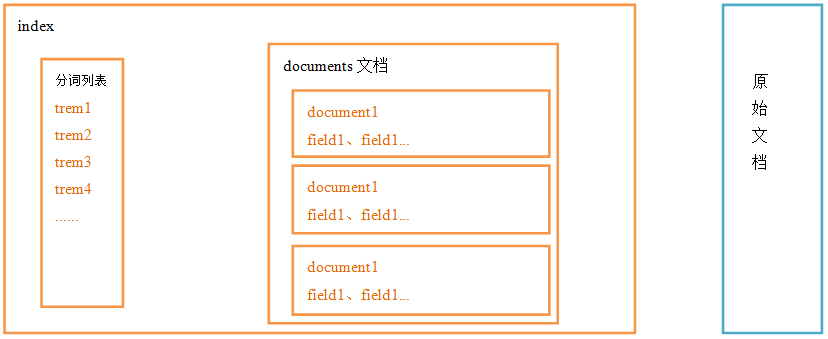 index
分词列表
trem1
trem2
trem3
trem4
......
documents 文档
document1
field1、field1...
document1
field1、field1...
document1
field1、field1...
原
始
文
档